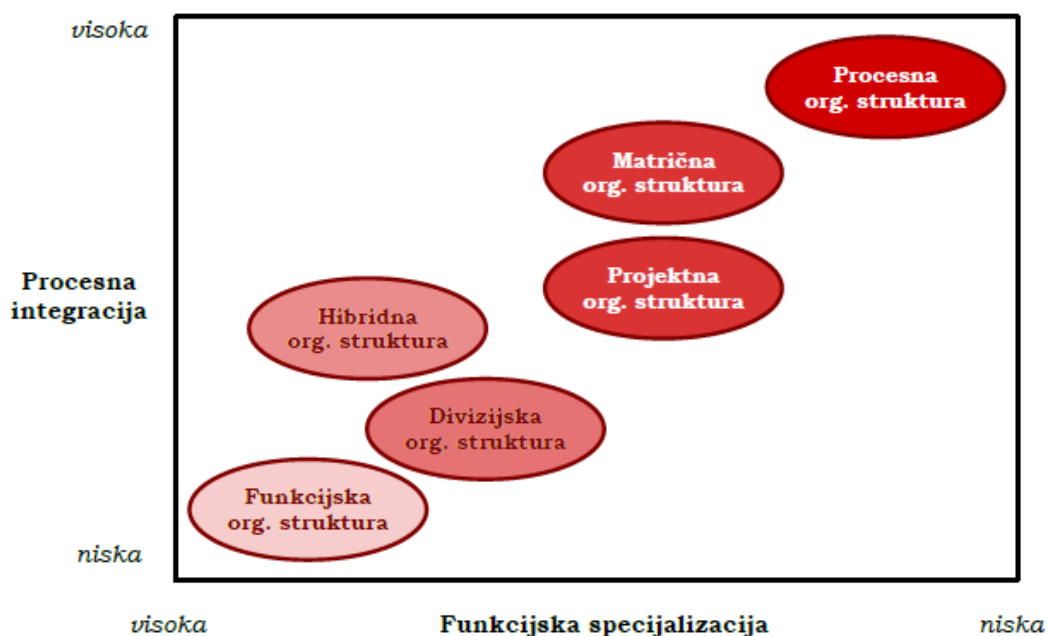 visoka
Procesna
org. struktura
Matrična
org. struktura
Procesna
integracija
Projektna
org. struktura
Hibridna
org. struktura
Divizijska
org. struktura
Funkcijska
org. struktura
niska
visoka
Funkcijska specijalizacija
niska